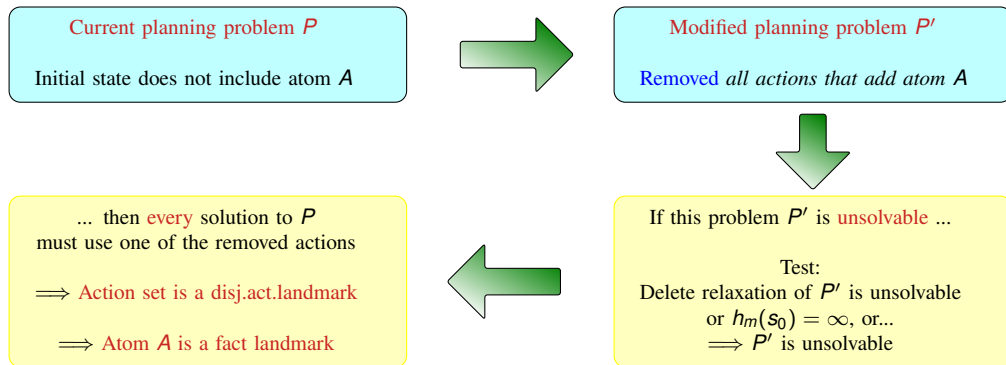 Current planning problem P
Initial state does not include atom A
Modified planning problem P′
Removed all actions that add atom A
If this problem P′ is unsolvable ...
Test:
Delete relaxation of P′ is unsolvable
or hₘ(s₀) = ∞, or...
⟹ P′ is unsolvable
... then every solution to P
must use one of the removed actions
⟹ Action set is a disj.act.landmark
⟹ Atom A is a fact landmark